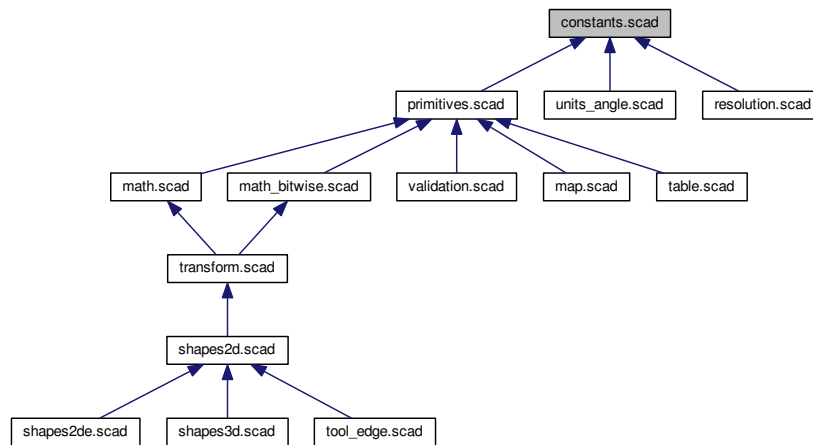 constants.scad
primitives.scad
units_angle.scad
resolution.scad
math.scad
math_bitwise.scad
validation.scad
map.scad
table.scad
transform.scad
shapes2d.scad
shapes2de.scad
shapes3d.scad
tool_edge.scad